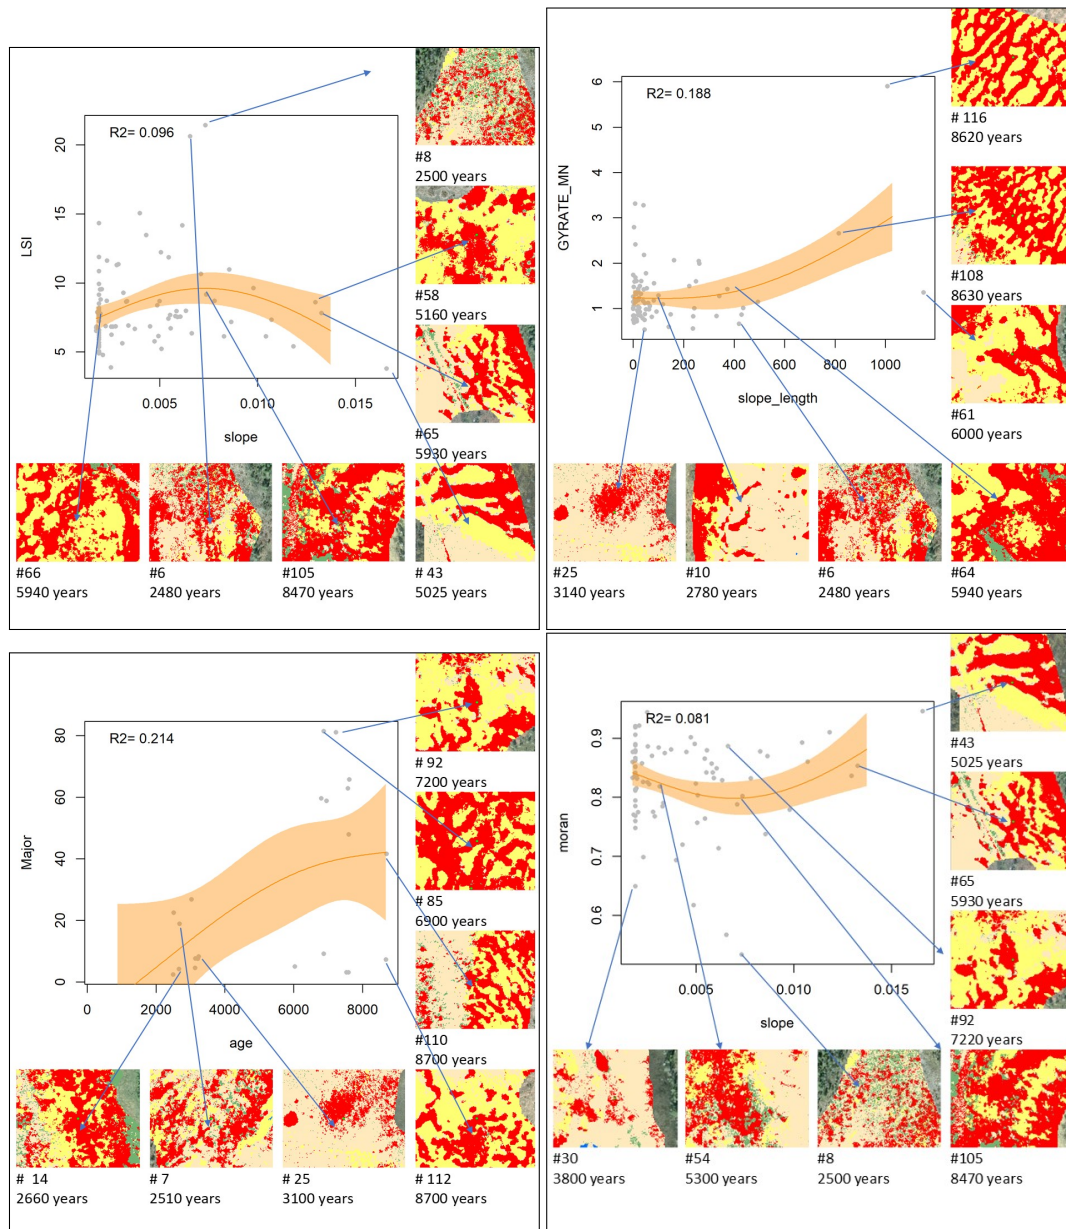 R2= 0.096
LSI
20
15
10
5
0.005
0.010
0.015
slope
#8
2500 years
#58
5160 years
#65
5930 years
#66
5940 years
#6
2480 years
#105
8470 years
# 43
5025 years
R2= 0.188
GYRATE_MN
6
5
4
3
2
1
0
200
400
600
800
1000
slope_length
# 116
8620 years
#108
8630 years
#61
6000 years
#25
3140 years
#10
2780 years
#6
2480 years
#64
5940 years
R2= 0.214
Major
80
60
40
20
0
0
2000
4000
6000
8000
age
# 92
7200 years
# 85
6900 years
#110
8700 years
# 14
2660 years
# 7
2510 years
# 25
3100 years
# 112
8700 years
R2= 0.081
moran
0.9
0.8
0.7
0.6
0.005
0.010
0.015
slope
#43
5025 years
#65
5930 years
#92
7220 years
#30
3800 years
#54
5300 years
#8
2500 years
#105
8470 years